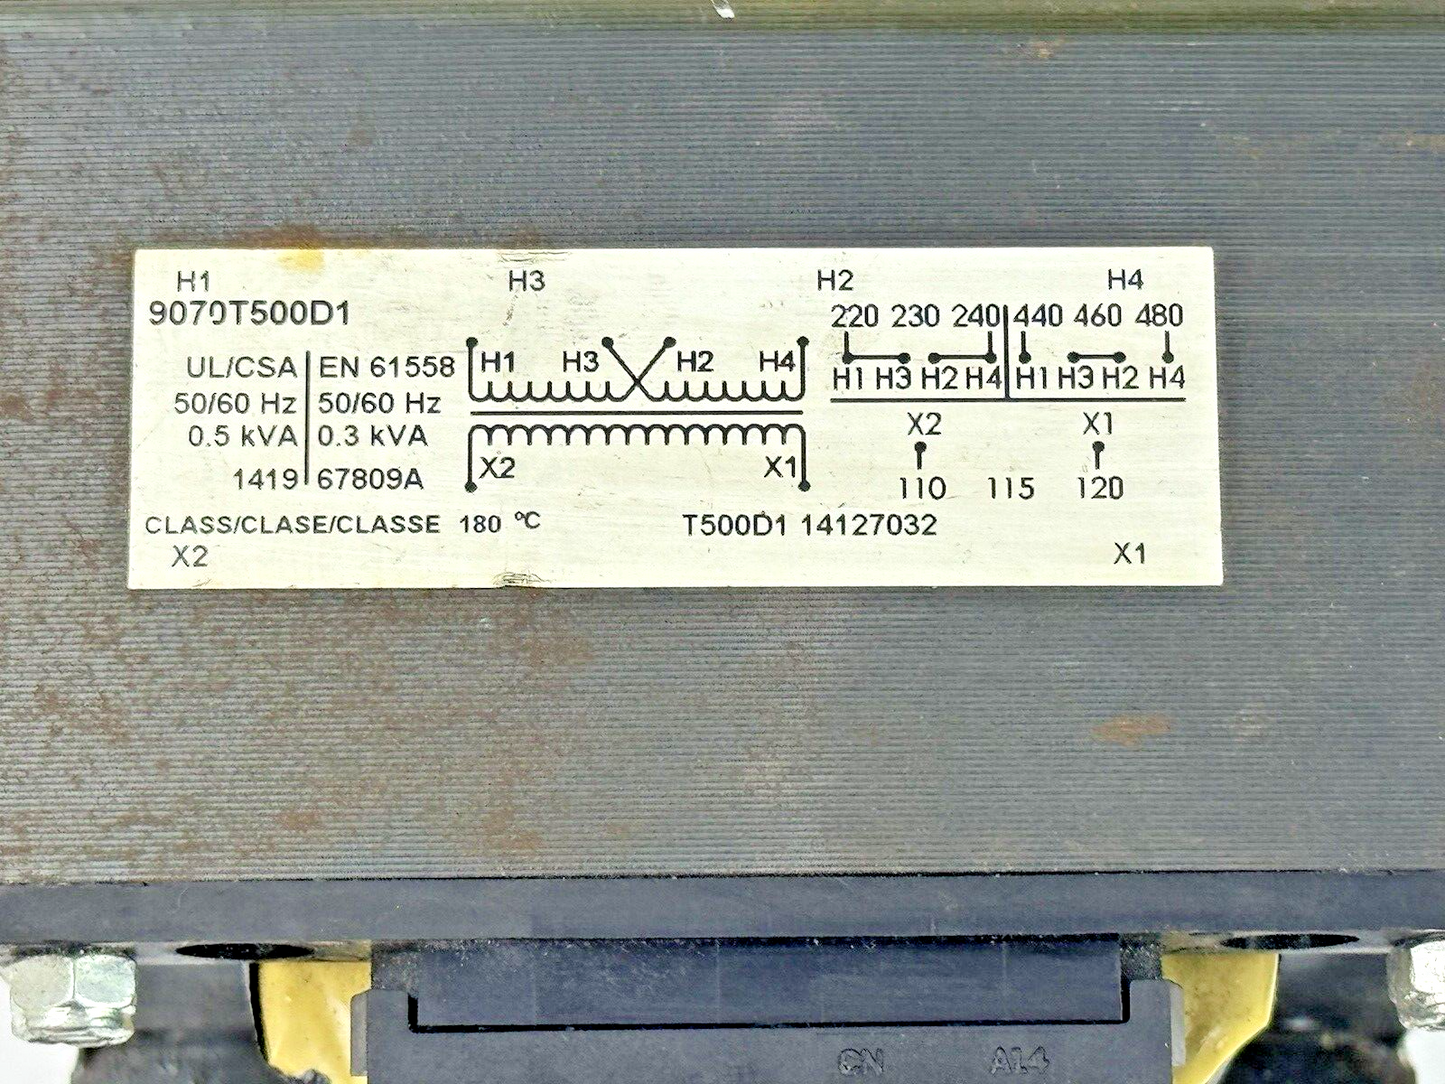 H1 H3 H2 H4
9070T500D1
220 230 240 440 460 480
UL/CSA EN 61558
H1 H3 H2 H4
H1 H3 H2 H4 H1 H3 H2 H4
50/60 Hz 50/60 Hz
0.5 kVA 0.3 kVA
X2 X1
1419 67809A
X2 X1
110 115 120
CLASS/CLASE/CLASSE 180 °C
T500D1 14127032
X2 X1
CN A14